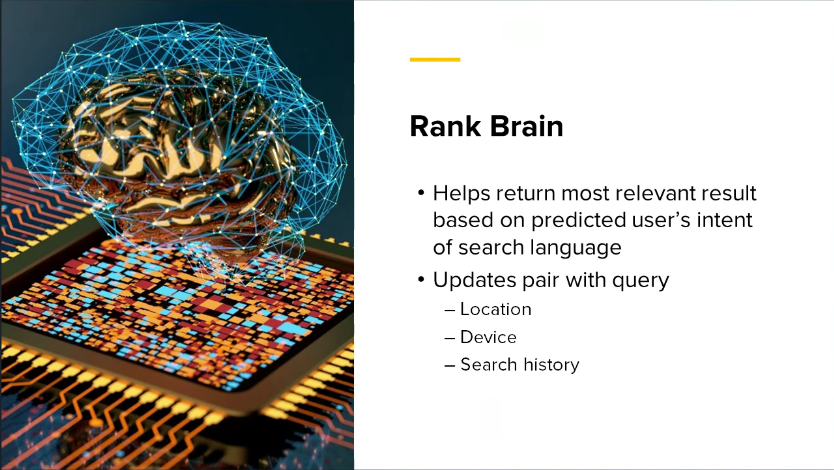 Rank Brain
• Helps return most relevant result
based on predicted user's intent
of search language
• Updates pair with query
– Location
– Device
– Search history